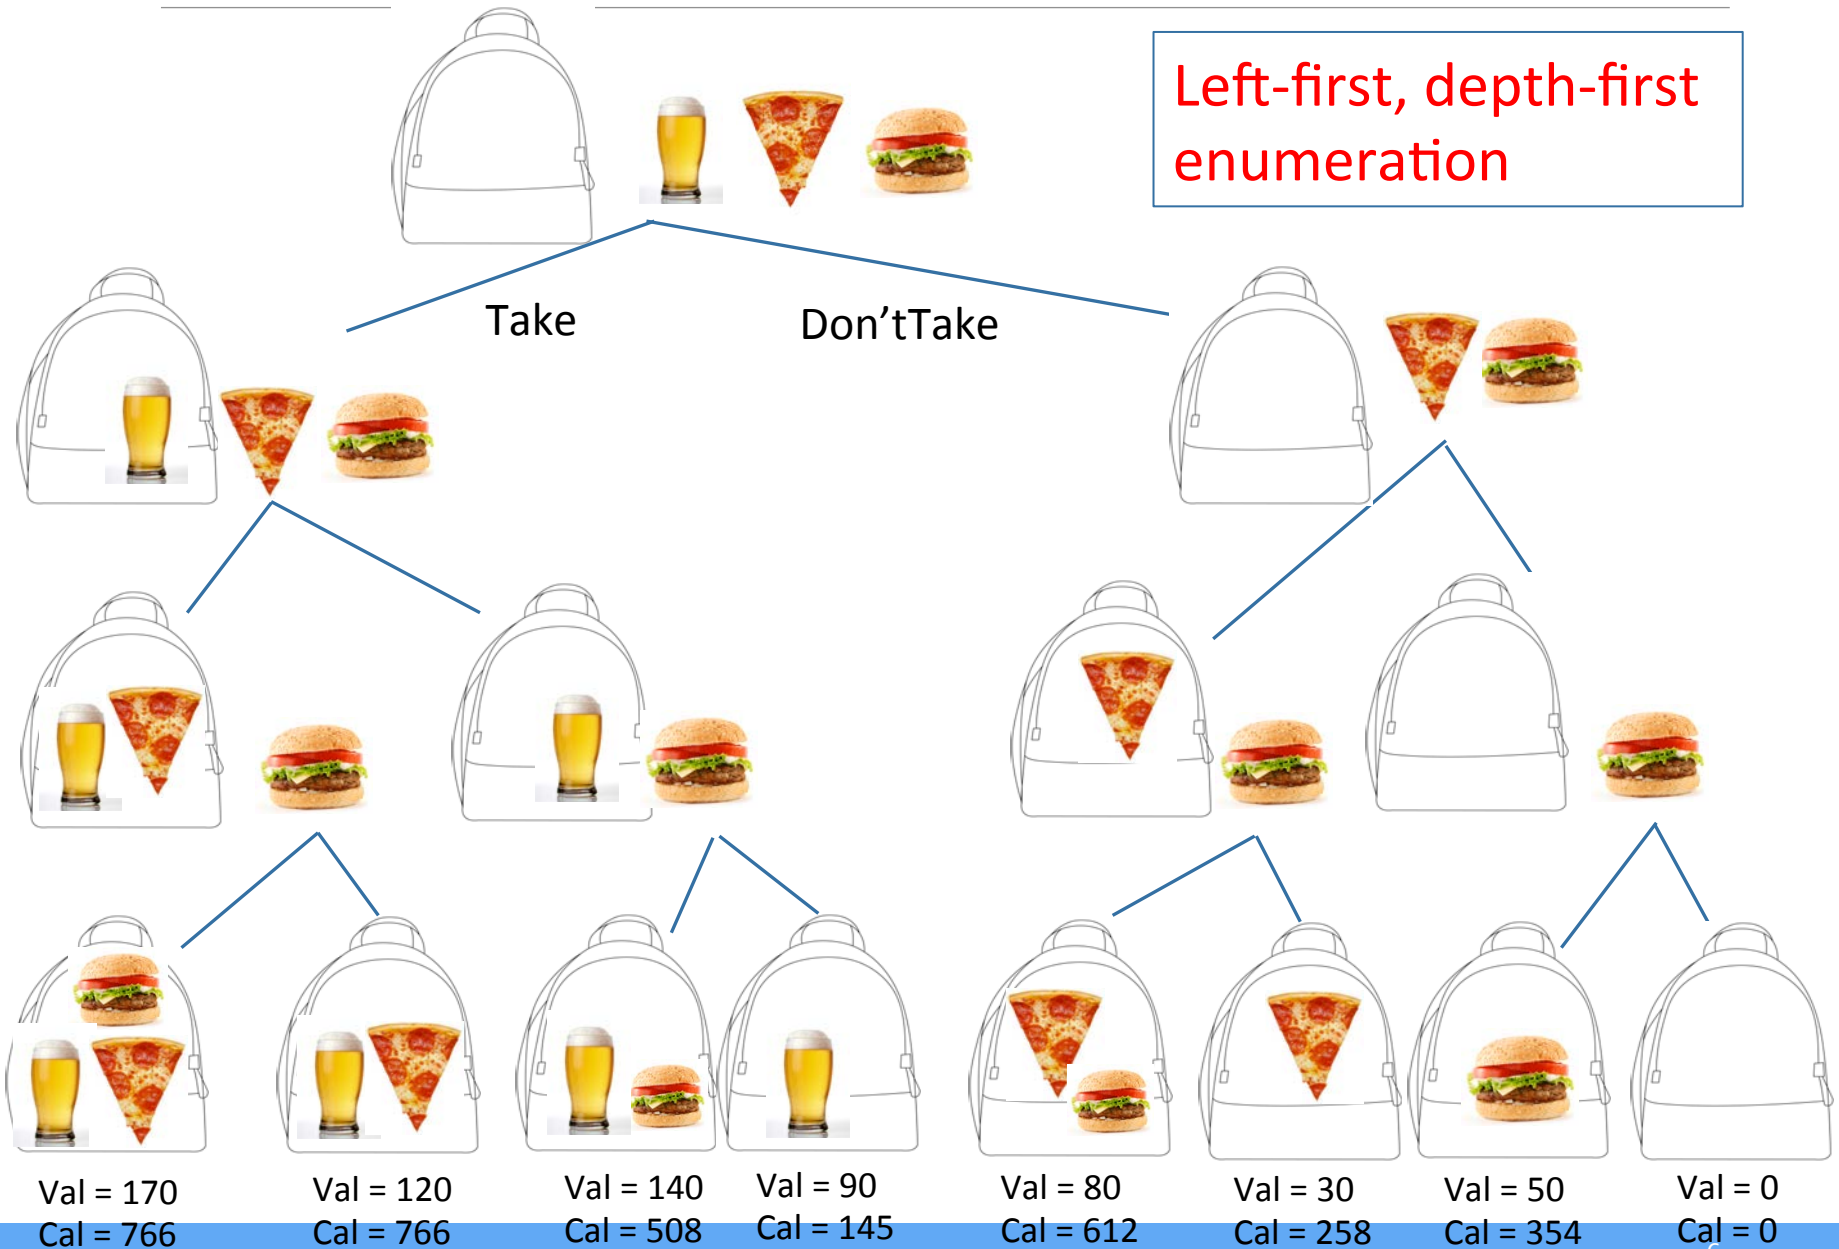 Left-first, depth-first
enumeration
Take
Don'tTake
Val = 170
Cal = 766
Val = 120
Cal = 766
Val = 140
Cal = 508
Val = 90
Cal = 145
Val = 80
Cal = 612
Val = 30
Cal = 258
Val = 50
Cal = 354
Val = 0
Cal = 0